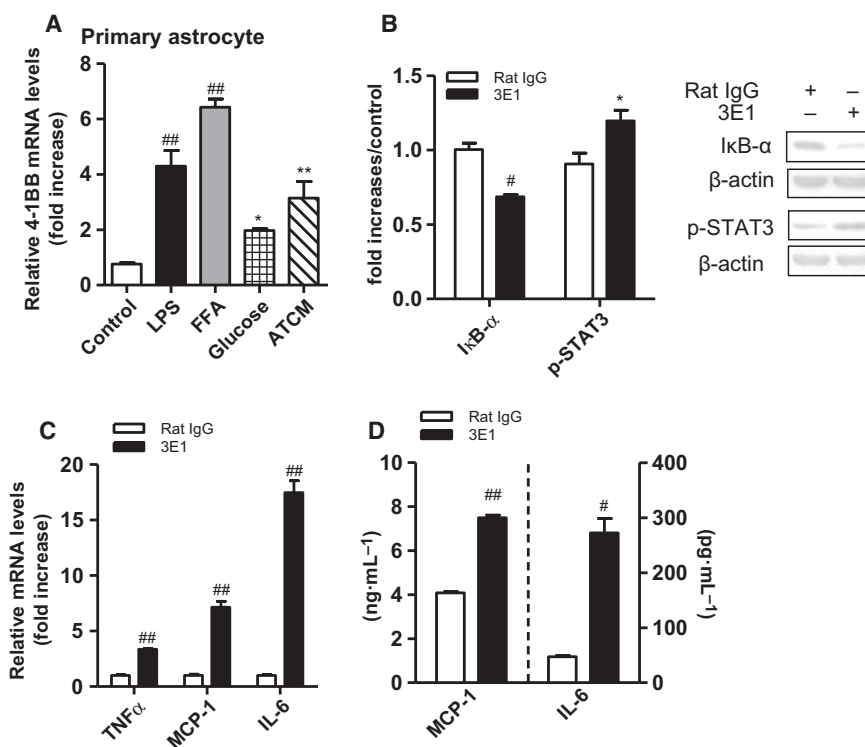 A
Primary astrocyte
Relative 4-1BB mRNA levels
(fold increase)
8
6
4
2
0
##
##
*
**
Control
LPS
FFA
Glucose
ATCM
B
Rat IgG
3E1
fold increases/control
1.5
1.0
0.5
0.0
#
*
IκB-α
p-STAT3
Rat IgG + –
3E1 – +
IκB-α
β-actin
p-STAT3
β-actin
C
Rat IgG
3E1
Relative mRNA levels
(fold increase)
20
15
10
5
0
##
##
##
TNFα
MCP-1
IL-6
D
Rat IgG
3E1
(ng·mL−1)
10
8
6
4
2
0
##
#
400
300
200
100
0
(pg·mL−1)
MCP-1
IL-6